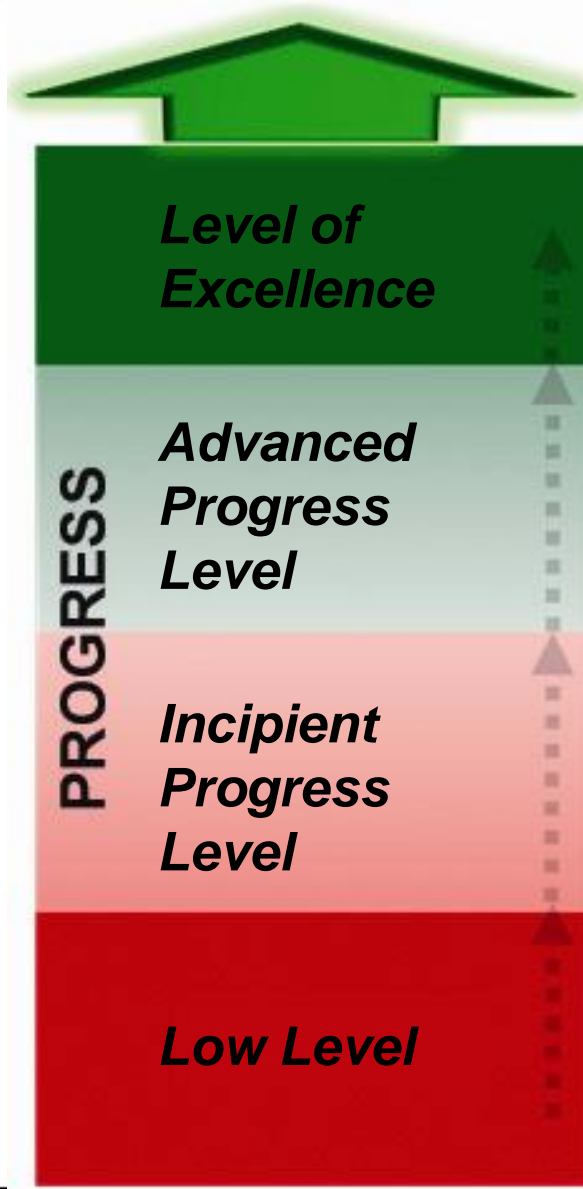 Level of
Excellence
Advanced
Progress
Level
PROGRESS
Incipient
Progress
Level
Low Level